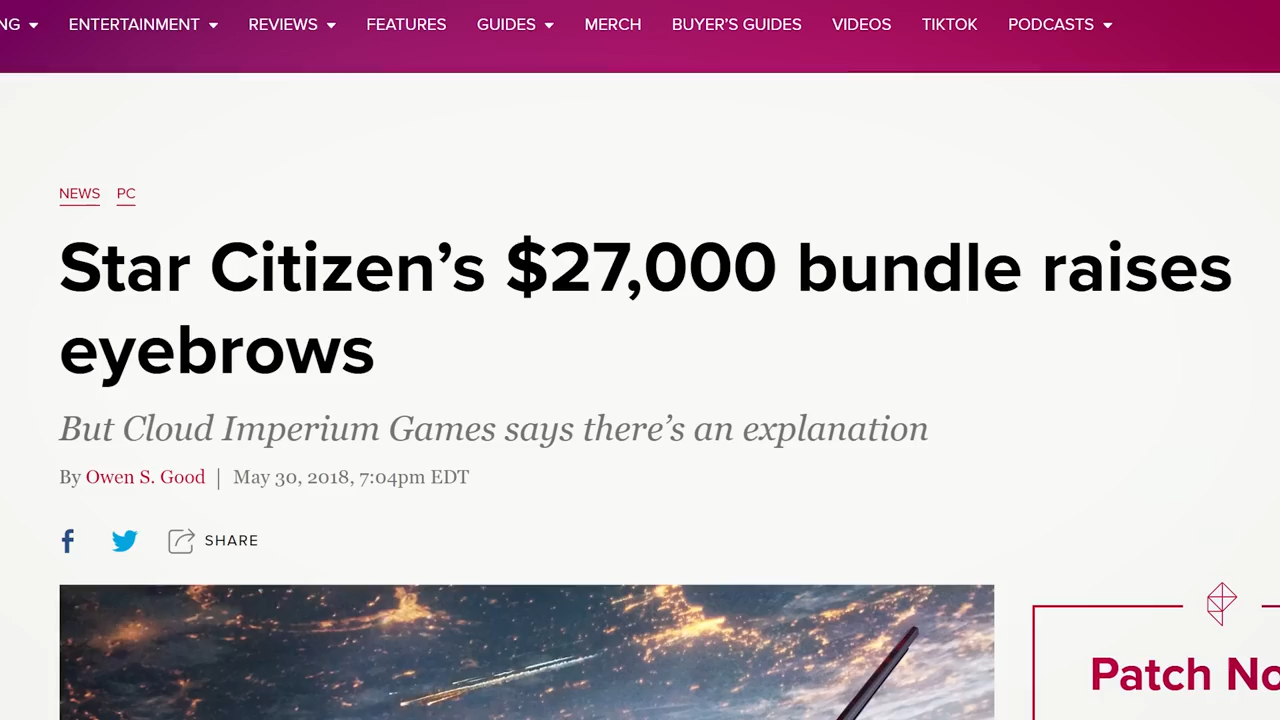 NG ENTERTAINMENT REVIEWS FEATURES GUIDES MERCH BUYER'S GUIDES VIDEOS TIKTOK PODCASTS
NEWS PC
Star Citizen’s $27,000 bundle raises
eyebrows
But Cloud Imperium Games says there’s an explanation
By Owen S. Good | May 30, 2018, 7:04pm EDT
SHARE
Patch No